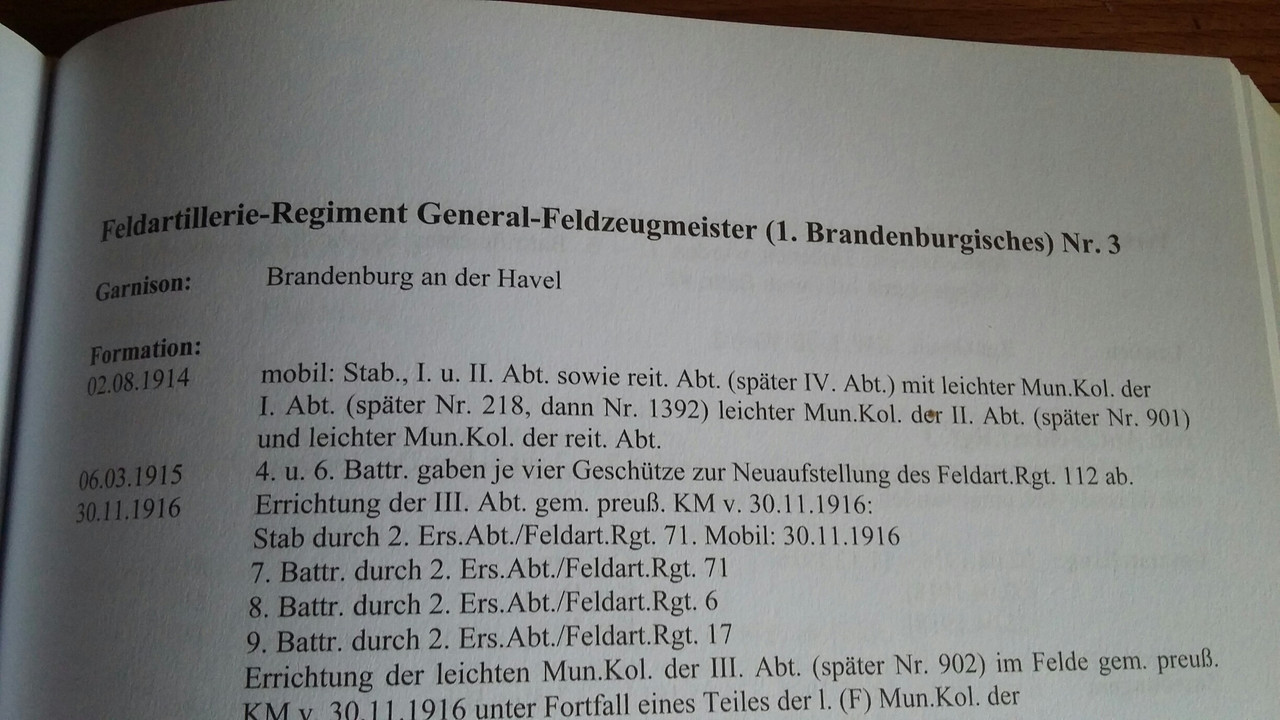 Feldartillerie-Regiment General-Feldzeugmeister (1. Brandenburgisches) Nr. 3
Garnison: Brandenburg an der Havel
Formation:
02.08.1914 mobil: Stab., I. u. II. Abt. sowie reit. Abt. (später IV. Abt.) mit leichter Mun.Kol. der
I. Abt. (später Nr. 218, dann Nr. 1392) leichter Mun.Kol. der II. Abt. (später Nr. 901)
und leichter Mun.Kol. der reit. Abt.
06.03.1915 4. u. 6. Battr. gaben je vier Geschütze zur Neuaufstellung des Feldart.Rgt. 112 ab.
30.11.1916 Errichtung der III. Abt. gem. preuß. KM v. 30.11.1916:
Stab durch 2. Ers.Abt./Feldart.Rgt. 71. Mobil: 30.11.1916
7. Battr. durch 2. Ers.Abt./Feldart.Rgt. 71
8. Battr. durch 2. Ers.Abt./Feldart.Rgt. 6
9. Battr. durch 2. Ers.Abt./Feldart.Rgt. 17
Errichtung der leichten Mun.Kol. der III. Abt. (später Nr. 902) im Felde gem. preuß.
KM v. 30.11.1916 unter Fortfall eines Teiles der l. (F) Mun.Kol. der